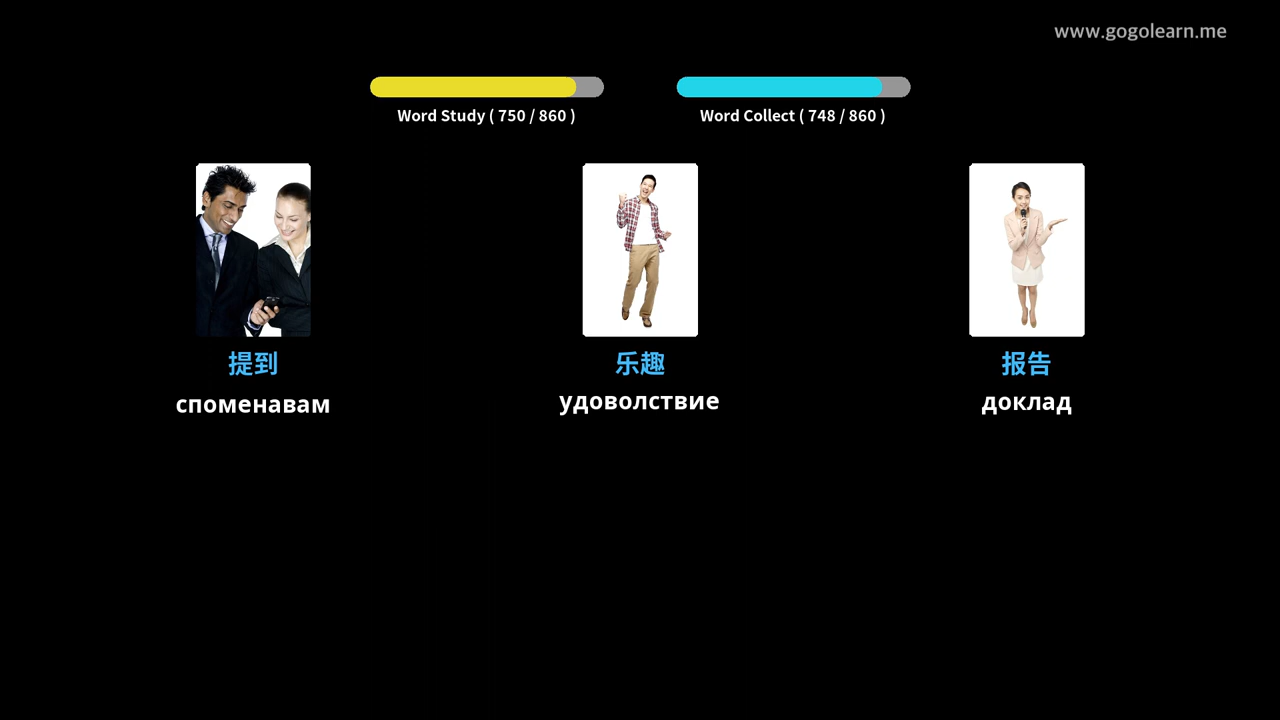 www.gogolearn.me
Word Study ( 750 / 860 )
Word Collect ( 748 / 860 )
提到
乐趣
报告
споменавам
удоволствие
доклад